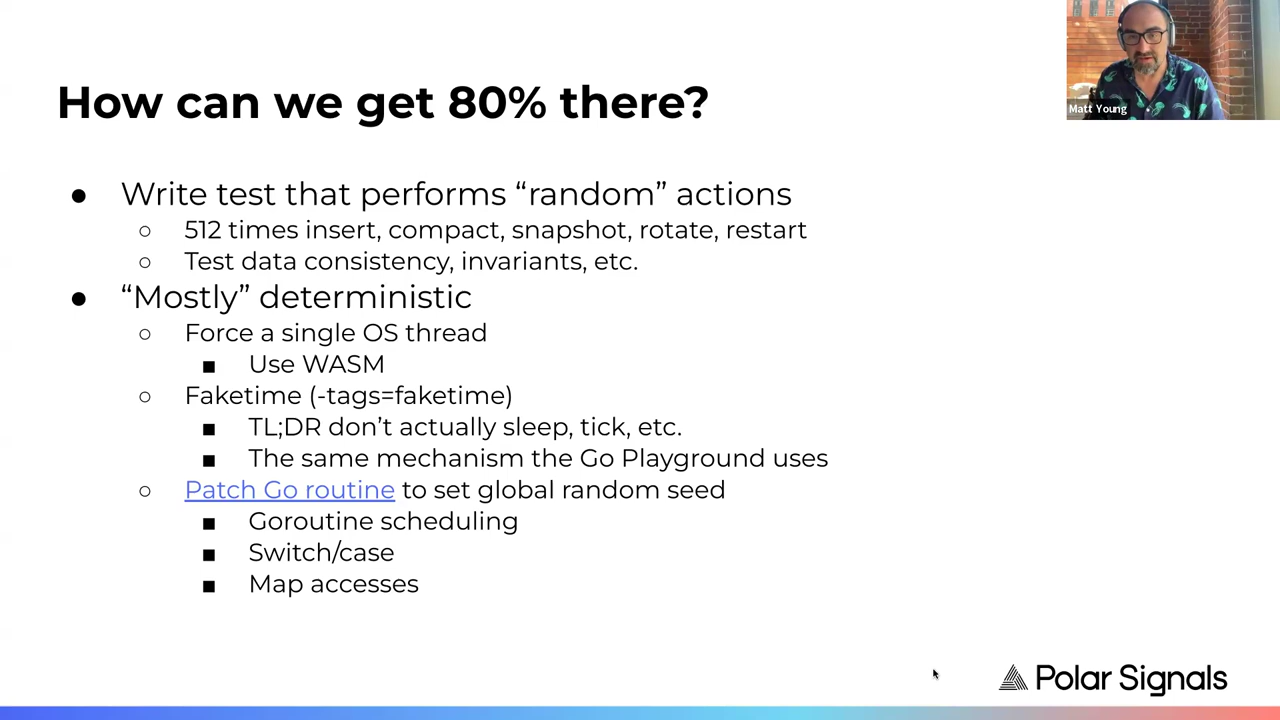 Matt Young
How can we get 80% there?
● Write test that performs “random” actions
○ 512 times insert, compact, snapshot, rotate, restart
○ Test data consistency, invariants, etc.
● “Mostly” deterministic
○ Force a single OS thread
■ Use WASM
○ Faketime (-tags=faketime)
■ TL;DR don’t actually sleep, tick, etc.
■ The same mechanism the Go Playground uses
○ Patch Go routine to set global random seed
■ Goroutine scheduling
■ Switch/case
■ Map accesses
Polar Signals